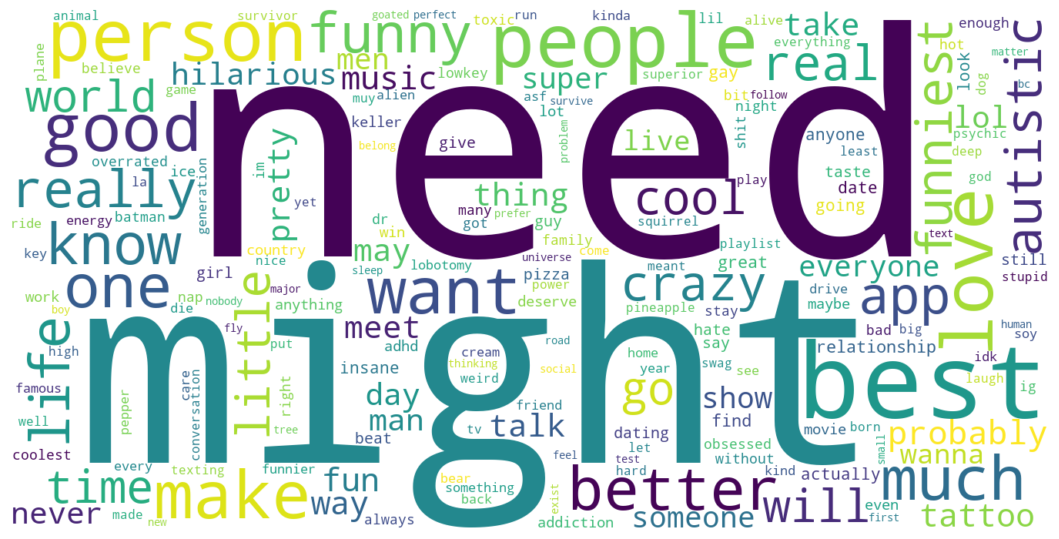 animal survivor goated perfect run kinda lil toxic alive take enough
person funny people everything real hot matter
plane believe men superior gay look dog bc
hilarious music super asf survive bit follow night funniest autistic
world game lowkey muy alien lot shit lol psychic
good keller give problem live anyone least deep
overrated ice generation need thing cool play taste date god
really la im pretty belong many prefer guy squirrel going
ride energy batman yet dr win got family playlist text still
key know country nice may lobotomy universe come meant great everyone stupid
girl sleep pizza power love
one work nap nobody anything want deserve crazy drive maybe app
boy die major little meet pineapple stay hate bad big human
life high fly put adhd might road say relationship soy
famous care insane cream home swag see idk
well conversation right day thinking weird social year show best laugh ig
coolest pepper tree man beat tv talk friend dating find obsessed movie born probably
every texting funnier feel let test hard without kind actually small wanna
time made make fun bear something back better much
never new way always exist addiction someone will even first tattoo